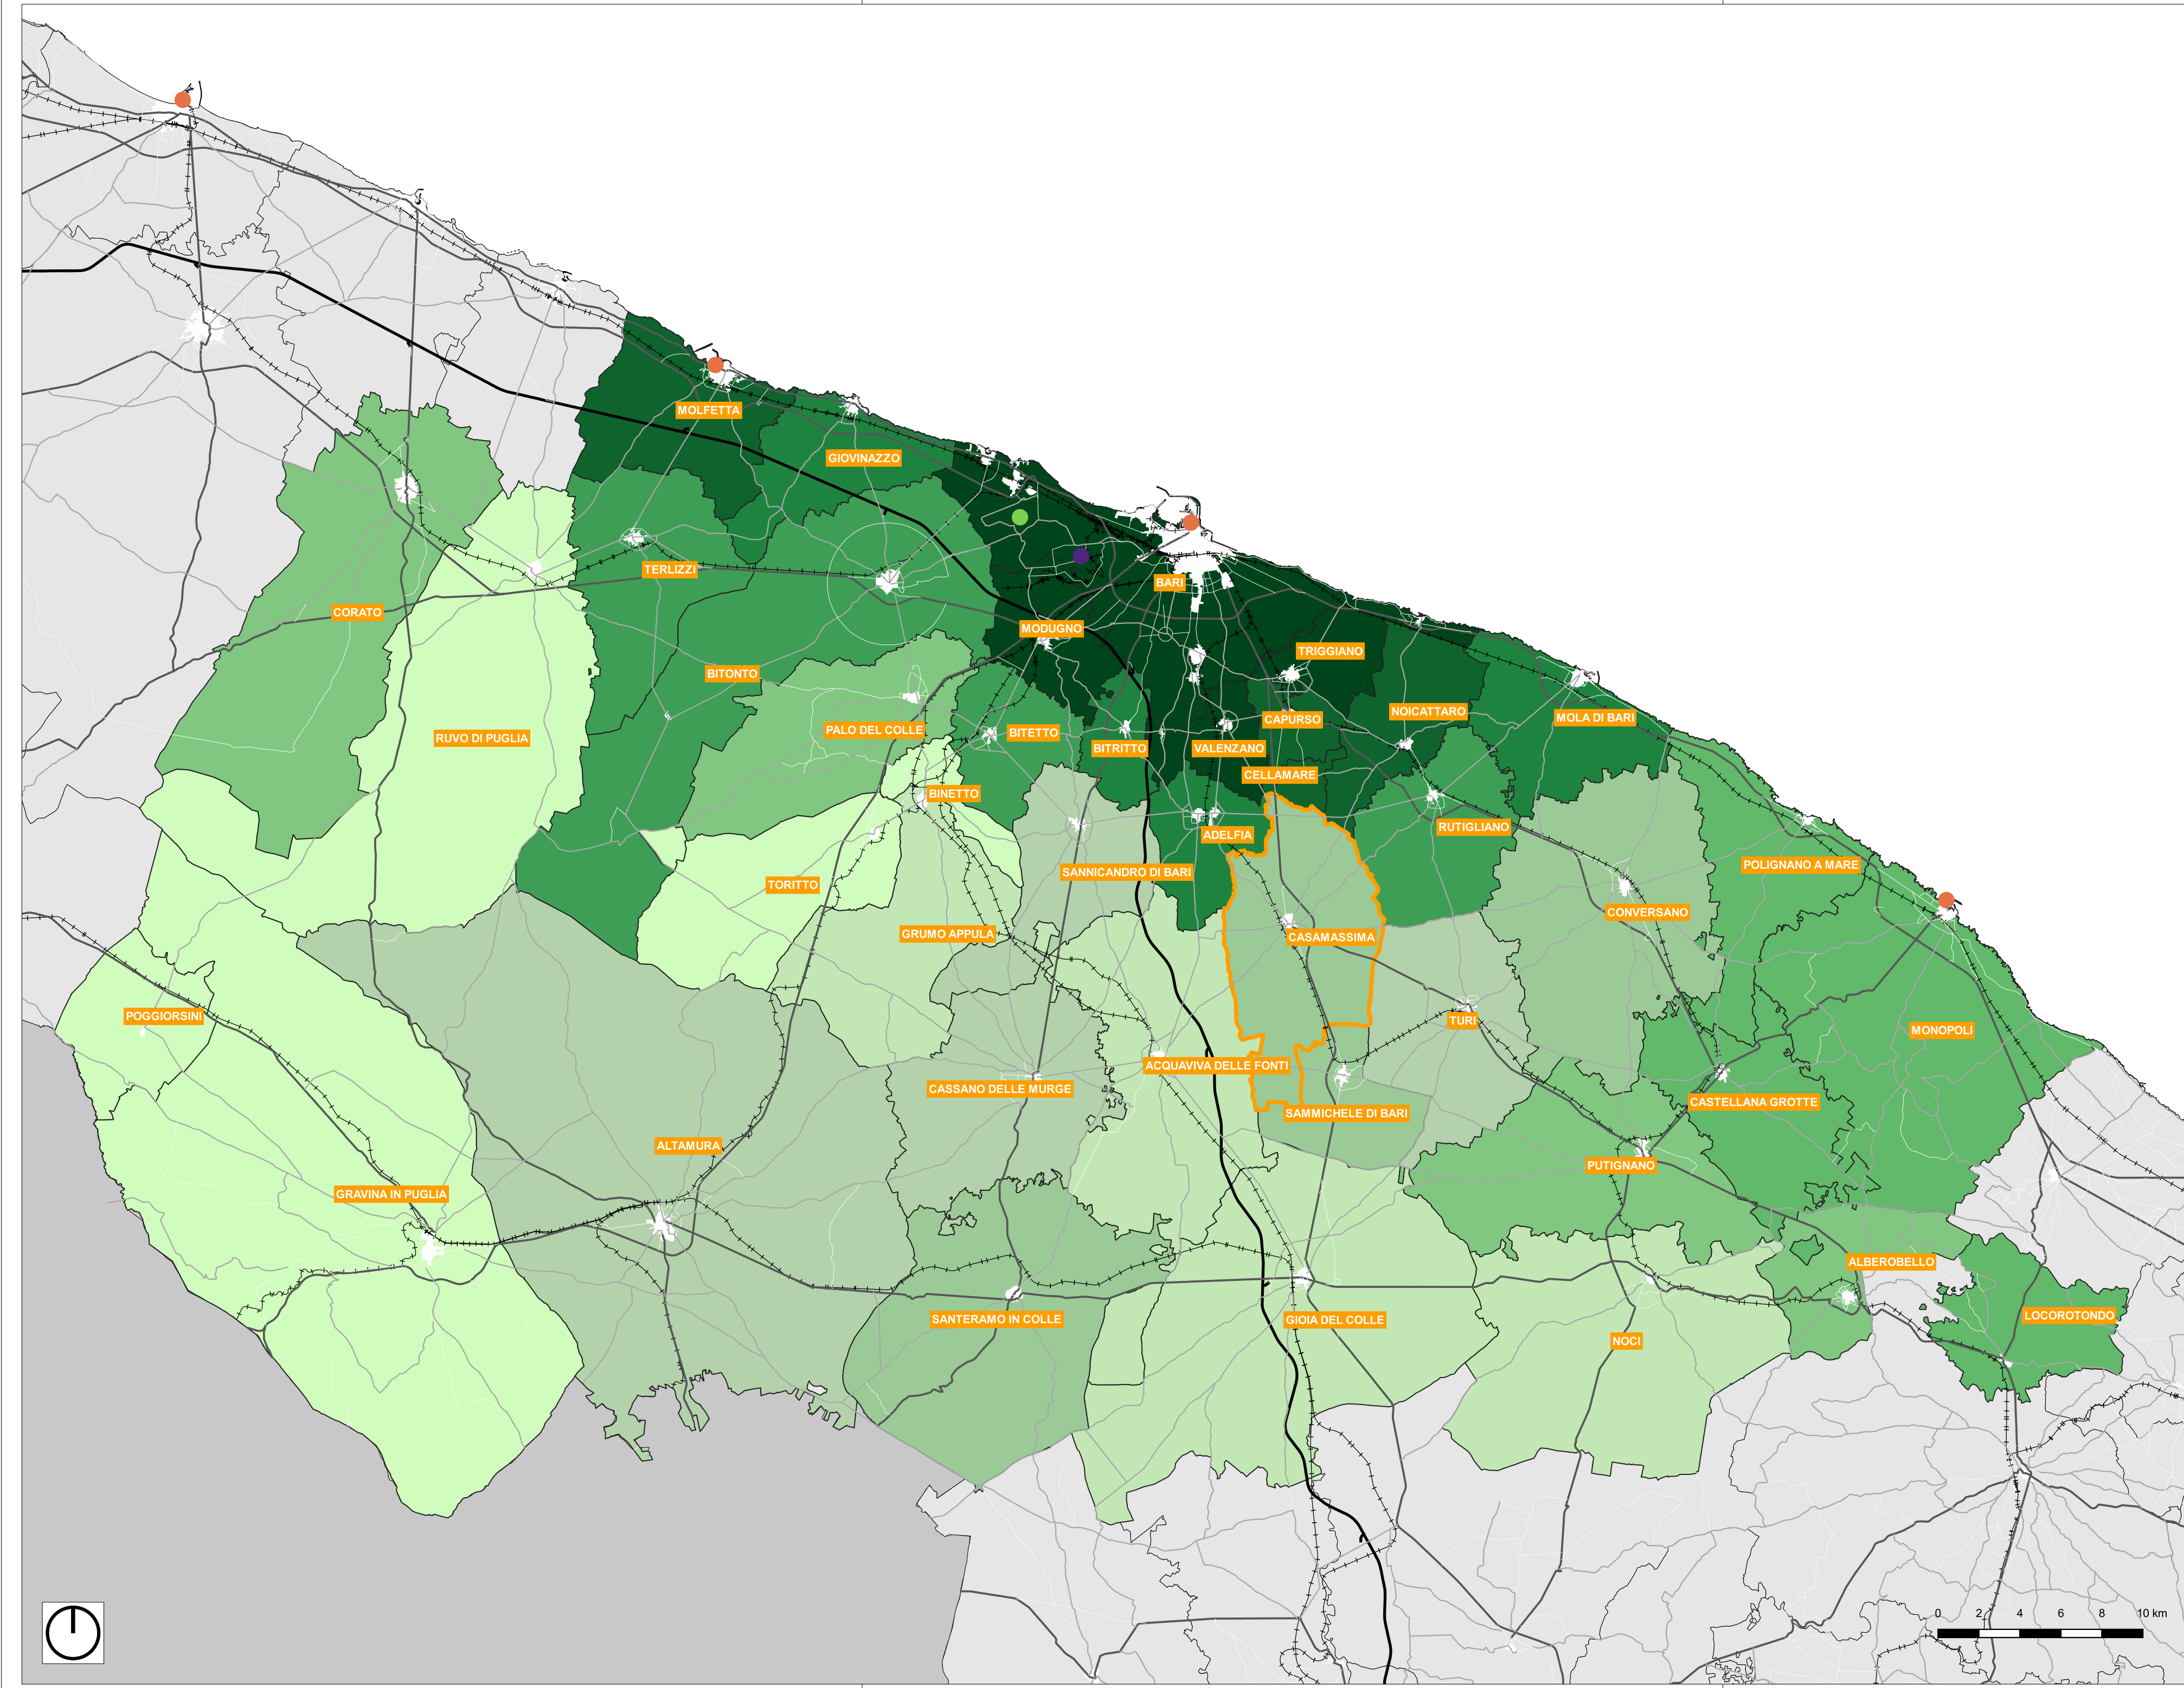 MOLFETTA
GIOVINAZZO
TERLIZZI
BARI
CORATO
MODUGNO
TRIGGIANO
BITONTO
NOICATTARO
MOLA DI BARI
CAPURSO
PALO DEL COLLE
BITETTO
RUVO DI PUGLIA
BITRITTO
VALENZANO
CELLAMARE
BINETTO
RUTIGLIANO
ADELFIA
POLIGNANO A MARE
SANNICANDRO DI BARI
TORITTO
CONVERSANO
GRUMO APPULA
CASAMASSIMA
POGGIORSINI
TURI
MONOPOLI
ACQUAVIVA DELLE FONTI
CASSANO DELLE MURGE
CASTELLANA GROTTE
SAMMICHELE DI BARI
ALTAMURA
PUTIGNANO
GRAVINA IN PUGLIA
ALBEROBELLO
LOCOROTONDO
SANTERAMO IN COLLE
GIOIA DEL COLLE
NOCI
0 2 4 6 8 10 km